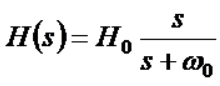 H(s) = H₀ s / (s + ω₀)